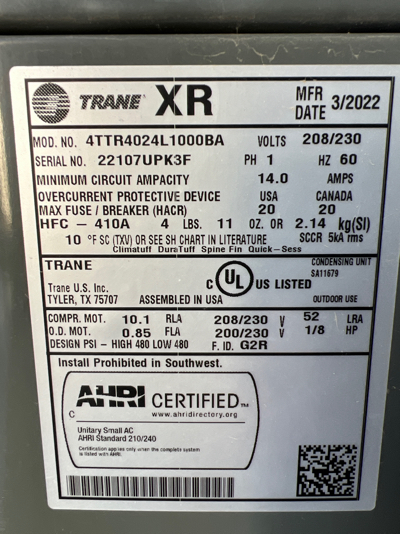 TRANE XR MFR DATE 3/2022
MOD. NO. 4TTR4024L1000BA VOLTS 208/230
SERIAL NO. 22107UPK3F PH 1 HZ 60
MINIMUM CIRCUIT AMPACITY 14.0 AMPS
OVERCURRENT PROTECTIVE DEVICE USA CANADA
MAX FUSE / BREAKER (HACR) 20 20
HFC - 410A 4 LBS. 11 OZ. OR 2.14 kg(SI)
10 °F SC (TXV) OR SEE SH CHART IN LITERATURE SCCR 5kA rms
Climatuff DuraTuff Spine Fin Quick-Sess
TRANE CONDENSING UNIT
SA11679
C UL US LISTED
Trane U.S. Inc.
TYLER, TX 75707 ASSEMBLED IN USA OUTDOOR USE
COMPR. MOT. 10.1 RLA 208/230 V 52 LRA
O.D. MOT. 0.85 FLA 200/230 V 1/8 HP
DESIGN PSI - HIGH 480 LOW 480 F. ID. G2R
Install Prohibited in Southwest.
C AHRI CERTIFIED™
www.ahridirectory.org
Unitary Small AC
AHRI Standard 210/240
Certification applies only when the complete system
is listed with AHRI.